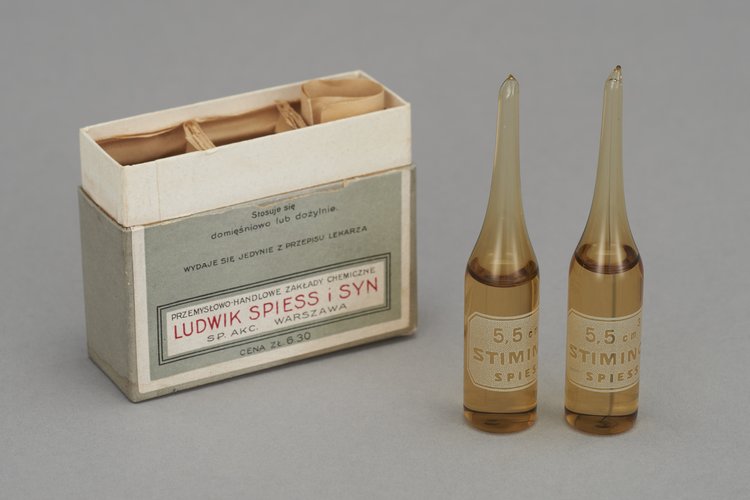 Stosuje się
domięśniowo lub dożylnie.
WYDAJE SIĘ JEDYNIE Z PRZEPISU LEKARZA
PRZEMYSŁOWO-HANDLOWE ZAKŁADY CHEMICZNE
LUDWIK SPIESS i SYN
SP. AKC. WARSZAWA
CENA ZŁ. 6.30
5,5 cm
STIMIN
SPIESS
5,5 cm
STIMIN
SPIESS